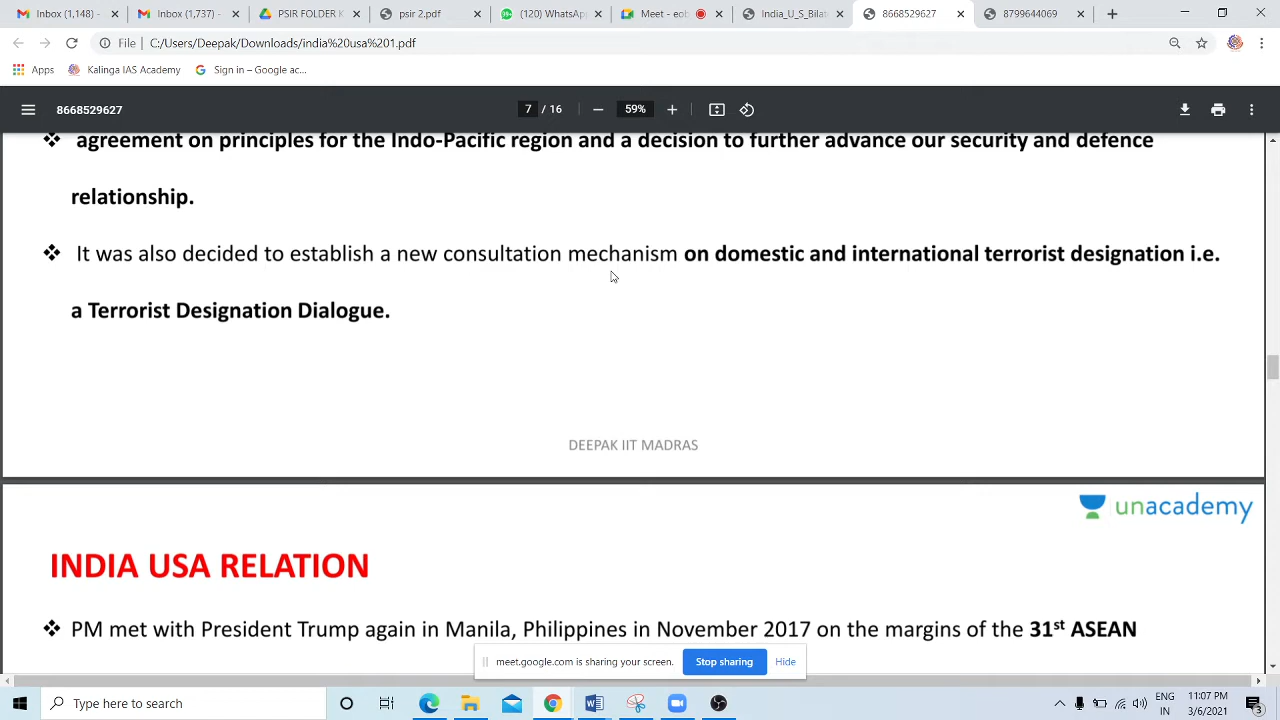 Inbox (1,318)
Inbox (1,737)
PSIR FOLDER K
psir 2.pdf
(120) WhatsApp
Meet - eob
India_U_S_Bilat
8668529627
8799644081
File | C:/Users/Deepak/Downloads/india%20usa%201.pdf
Apps Kalinga IAS Academy Sign in – Google ac...
8668529627 7 / 16 59%
agreement on principles for the Indo-Pacific region and a decision to further advance our security and defence
relationship.
It was also decided to establish a new consultation mechanism on domestic and international terrorist designation i.e.
a Terrorist Designation Dialogue.
DEEPAK IIT MADRAS
unacademy
INDIA USA RELATION
PM met with President Trump again in Manila, Philippines in November 2017 on the margins of the 31st ASEAN
meet.google.com is sharing your screen. Stop sharing Hide
Type here to search
ENG 11:07 PM
IN 3/6/2021
3